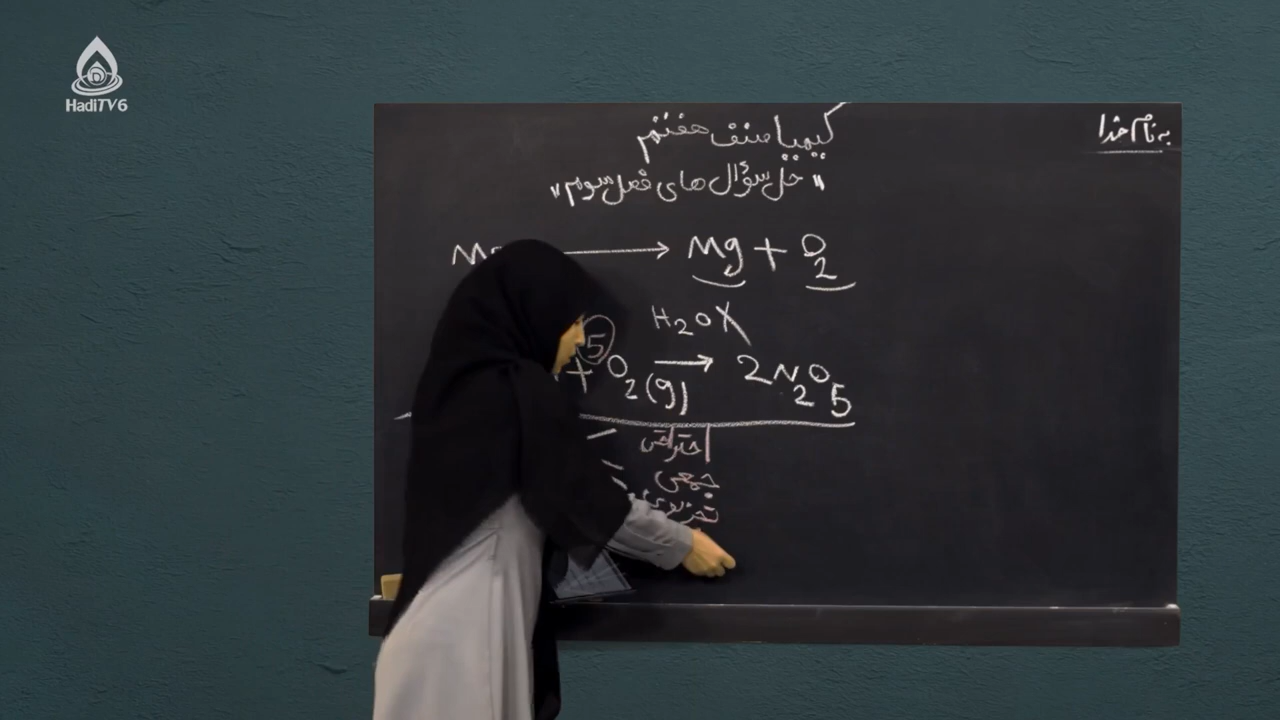 HadiTV6
به نام خدا
کیمیا صنف هفتم
"حل سؤال های فصل سوم"
→ Mg + O2
H2O X
+ 5 O2(g) → 2N2O5
احتراقی
جمعی
تجزیوی